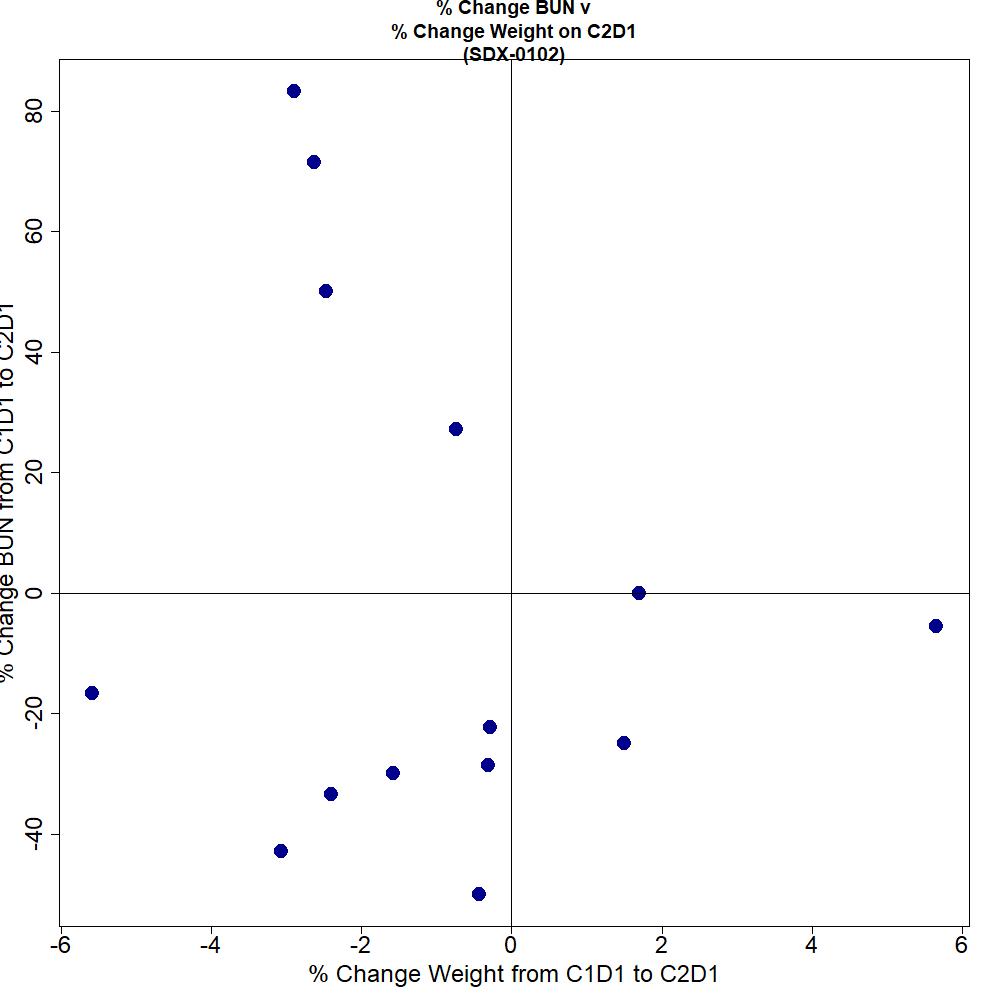 % Change BUN v
% Change Weight on C2D1
(SDX-0102)
% Change BUN from C1D1 to C2D1
80
60
40
20
0
-20
-40
-6 -4 -2 0 2 4 6
% Change Weight from C1D1 to C2D1